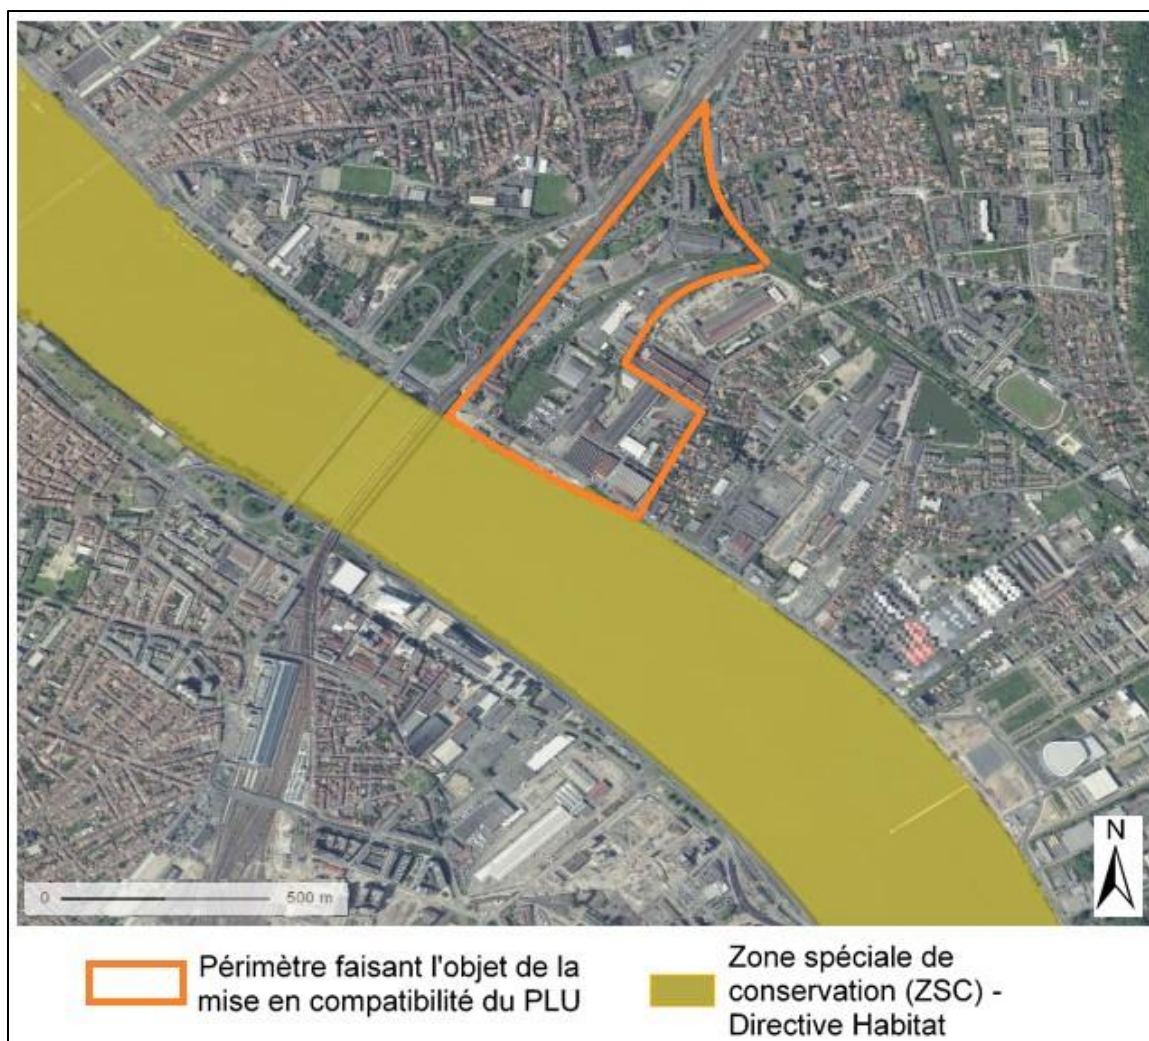 N
0 500 m
Périmètre faisant l'objet de la
mise en compatibilité du PLU
Zone spéciale de
conservation (ZSC) -
Directive Habitat